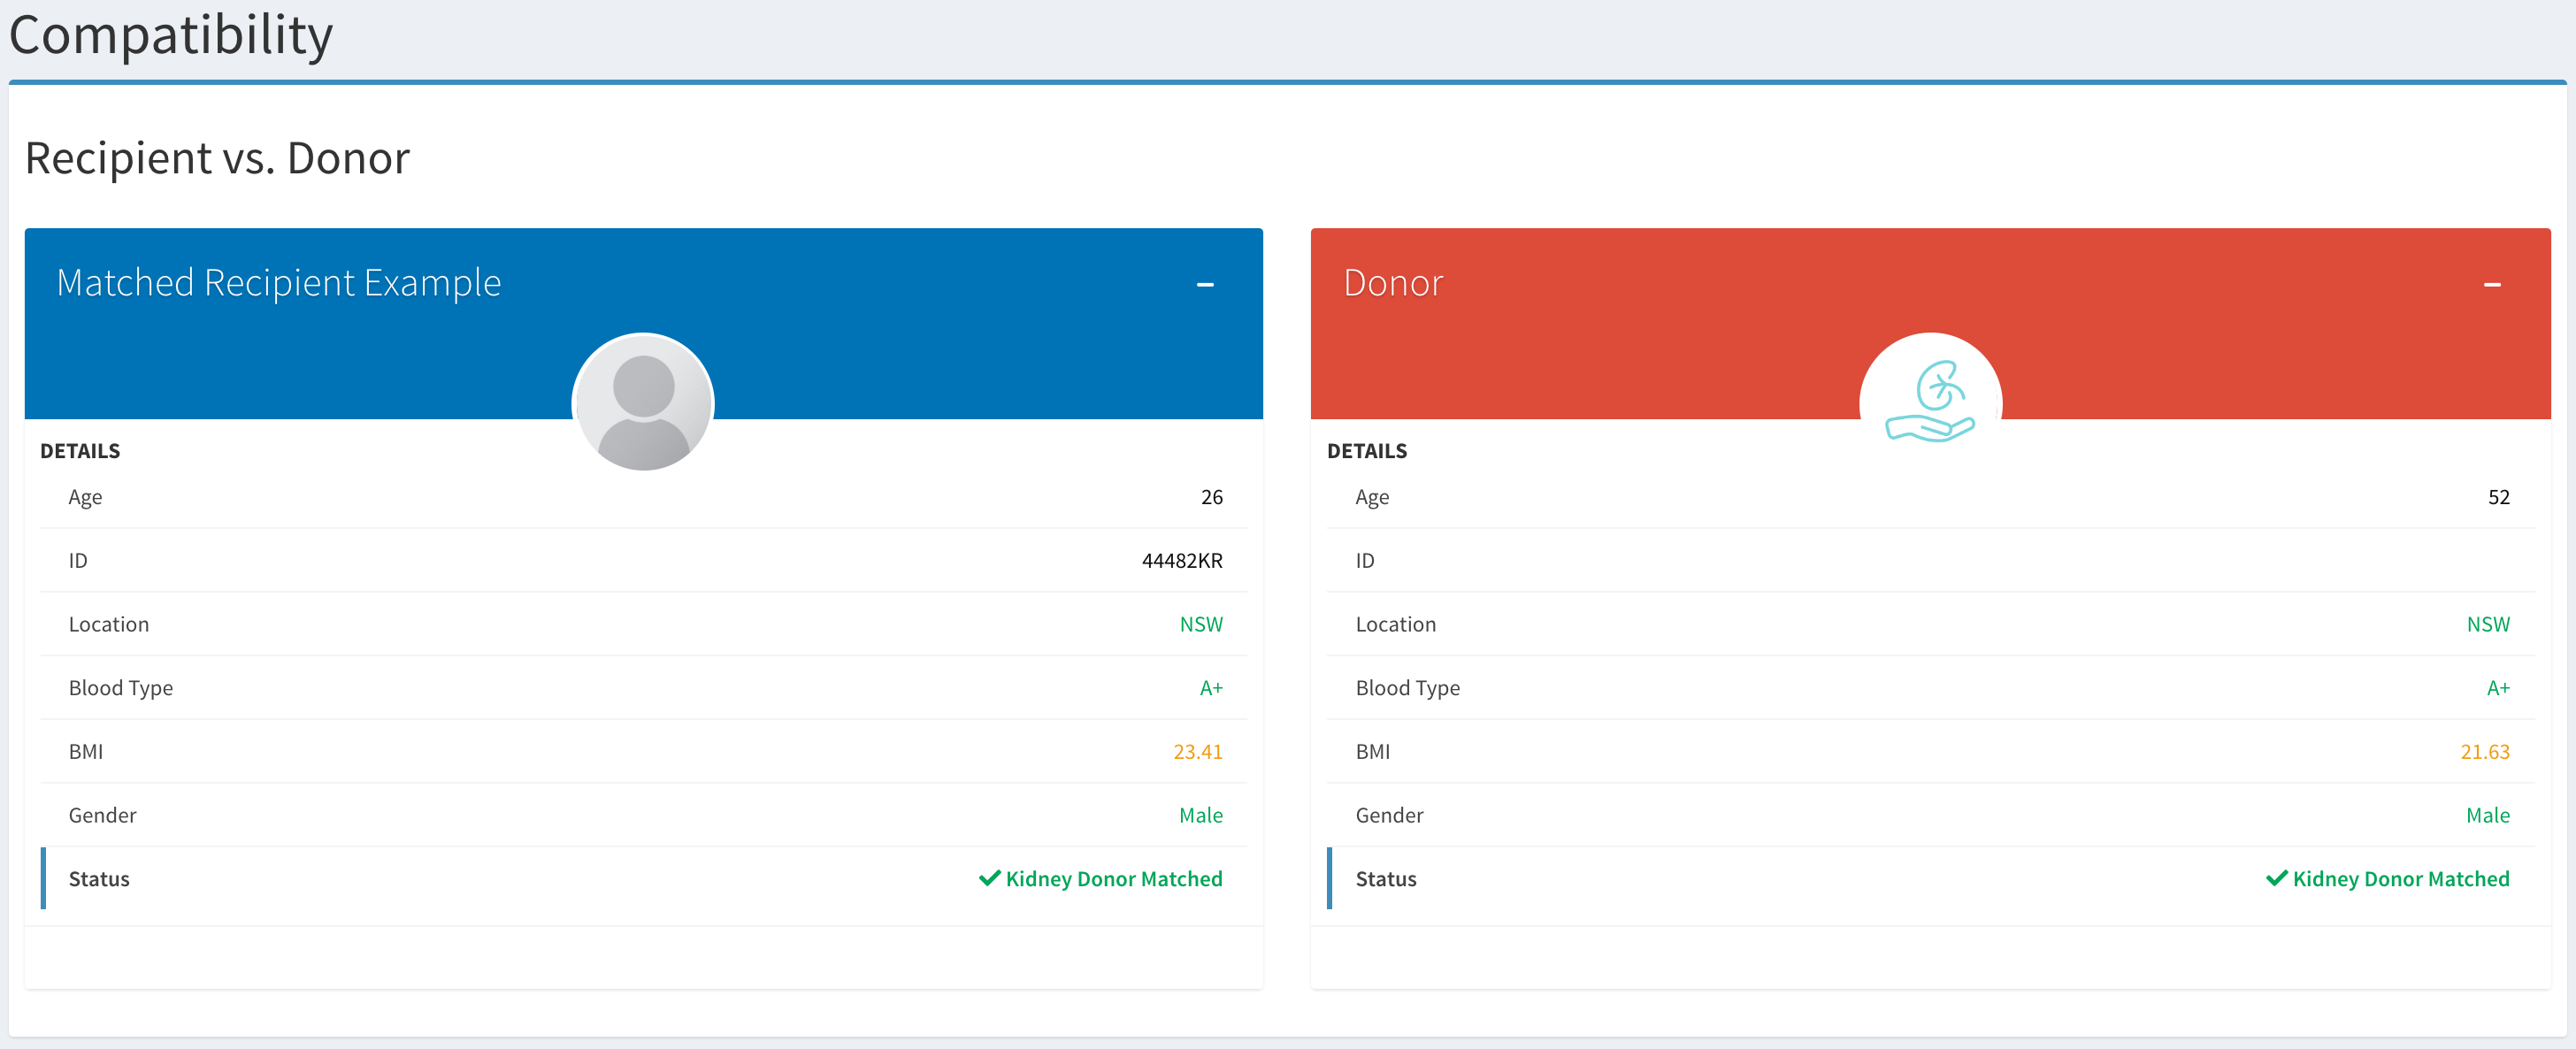 Compatibility
Recipient vs. Donor
Matched Recipient Example
DETAILS
Age 26
ID 44482KR
Location NSW
Blood Type A+
BMI 23.41
Gender Male
Status Kidney Donor Matched
Donor
DETAILS
Age 52
ID
Location NSW
Blood Type A+
BMI 21.63
Gender Male
Status Kidney Donor Matched